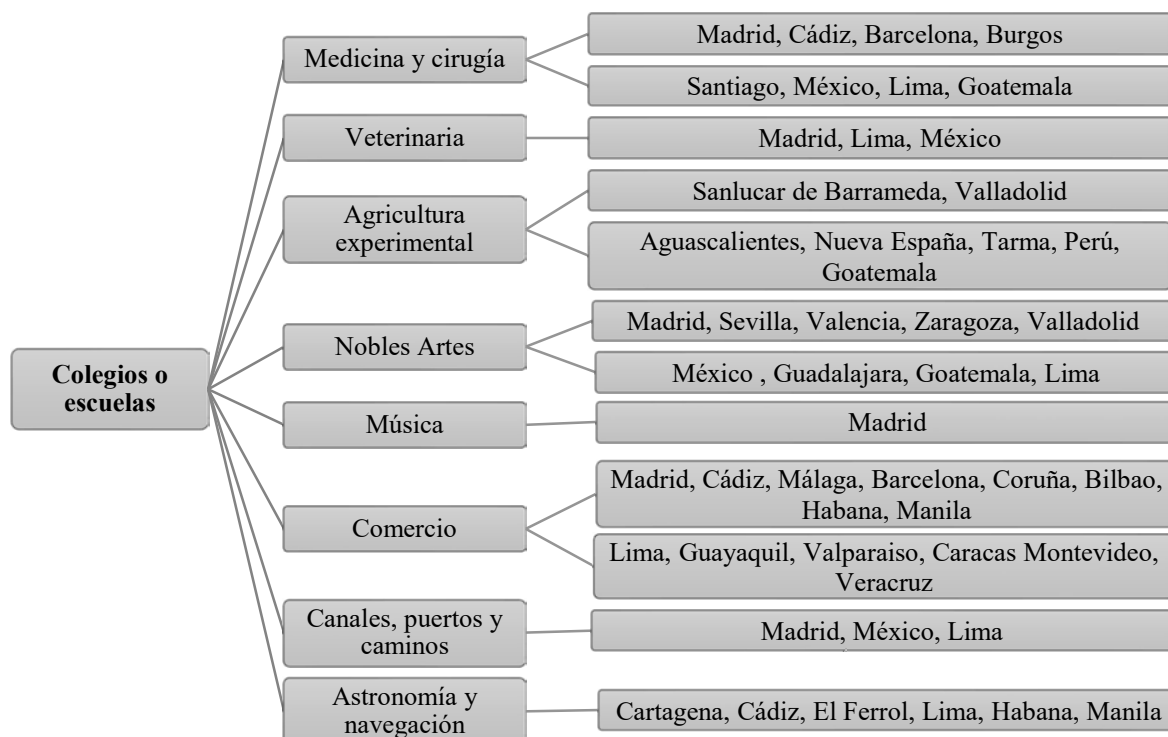 Colegios o
escuelas
Medicina y cirugía
Madrid, Cádiz, Barcelona, Burgos
Santiago, México, Lima, Goatemala
Veterinaria
Madrid, Lima, México
Agricultura
experimental
Sanlucar de Barrameda, Valladolid
Aguascalientes, Nueva España, Tarma, Perú,
Goatemala
Nobles Artes
Madrid, Sevilla, Valencia, Zaragoza, Valladolid
México , Guadalajara, Goatemala, Lima
Música
Madrid
Comercio
Madrid, Cádiz, Málaga, Barcelona, Coruña, Bilbao,
Habana, Manila
Lima, Guayaquil, Valparaiso, Caracas Montevideo,
Veracruz
Canales, puertos y
caminos
Madrid, México, Lima
Astronomía y
navegación
Cartagena, Cádiz, El Ferrol, Lima, Habana, Manila